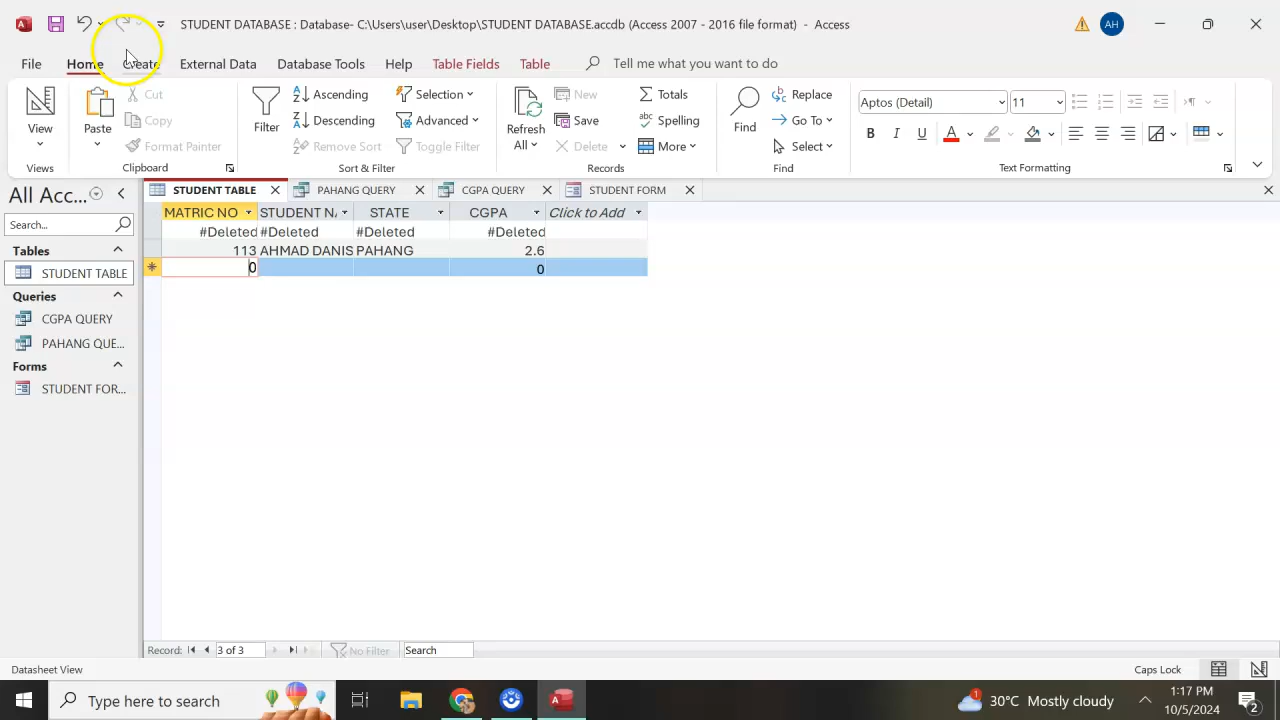 STUDENT DATABASE : Database- C:\Users\user\Desktop\STUDENT DATABASE.accdb (Access 2007 - 2016 file format) - Access
AH
File Home Create External Data Database Tools Help Table Fields Table Tell me what you want to do
View
Views
Paste
Cut
Copy
Format Painter
Clipboard
Filter
Ascending
Descending
Remove Sort
Selection
Advanced
Toggle Filter
Sort & Filter
Refresh
All
New
Save
Delete
Totals
Spelling
More
Records
Find
Replace
Go To
Select
Find
Aptos (Detail) 11
B I U A
Text Formatting
All Acc...
Search...
Tables
STUDENT TABLE
Queries
CGPA QUERY
PAHANG QUE...
Forms
STUDENT FOR...
STUDENT TABLE PAHANG QUERY CGPA QUERY STUDENT FORM
MATRIC NO STUDENT NA STATE CGPA Click to Add
#Deleted #Deleted #Deleted #Deleted
113 AHMAD DANIS PAHANG 2.6
0 0
Record: 3 of 3 No Filter Search
Datasheet View Caps Lock
Type here to search 1 30°C Mostly cloudy 1:17 PM
10/5/2024 2